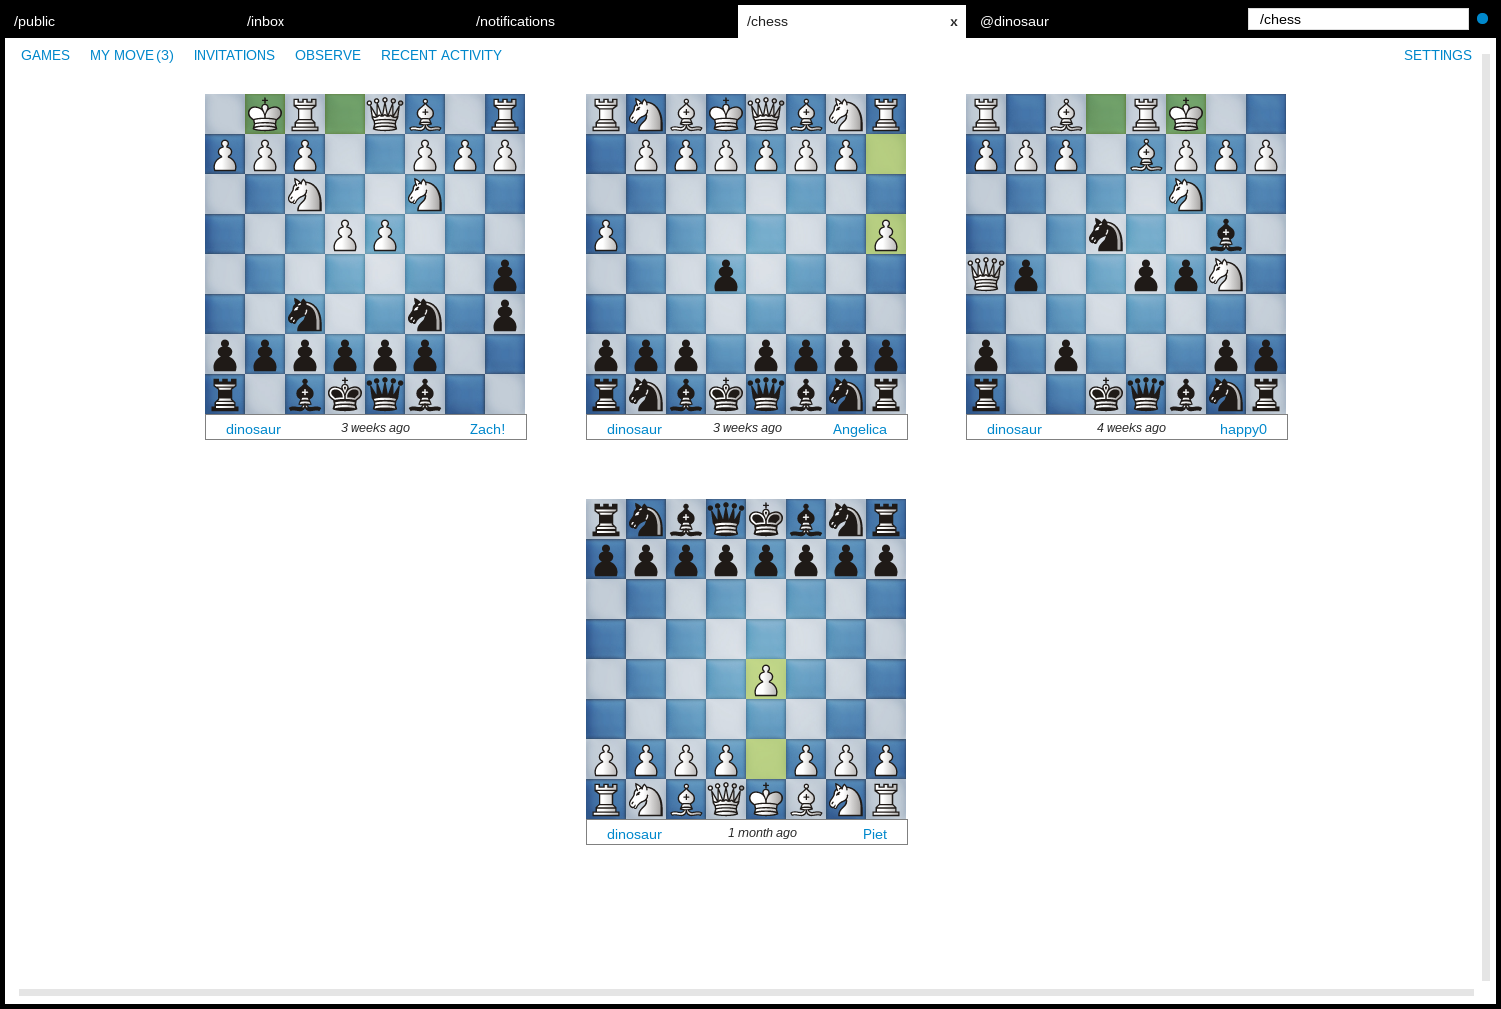 /public /inbox /notifications /chess x @dinosaur /chess
GAMES MY MOVE (3) INVITATIONS OBSERVE RECENT ACTIVITY SETTINGS
dinosaur 3 weeks ago Zach!
dinosaur 3 weeks ago Angelica
dinosaur 4 weeks ago happy0
dinosaur 1 month ago Piet